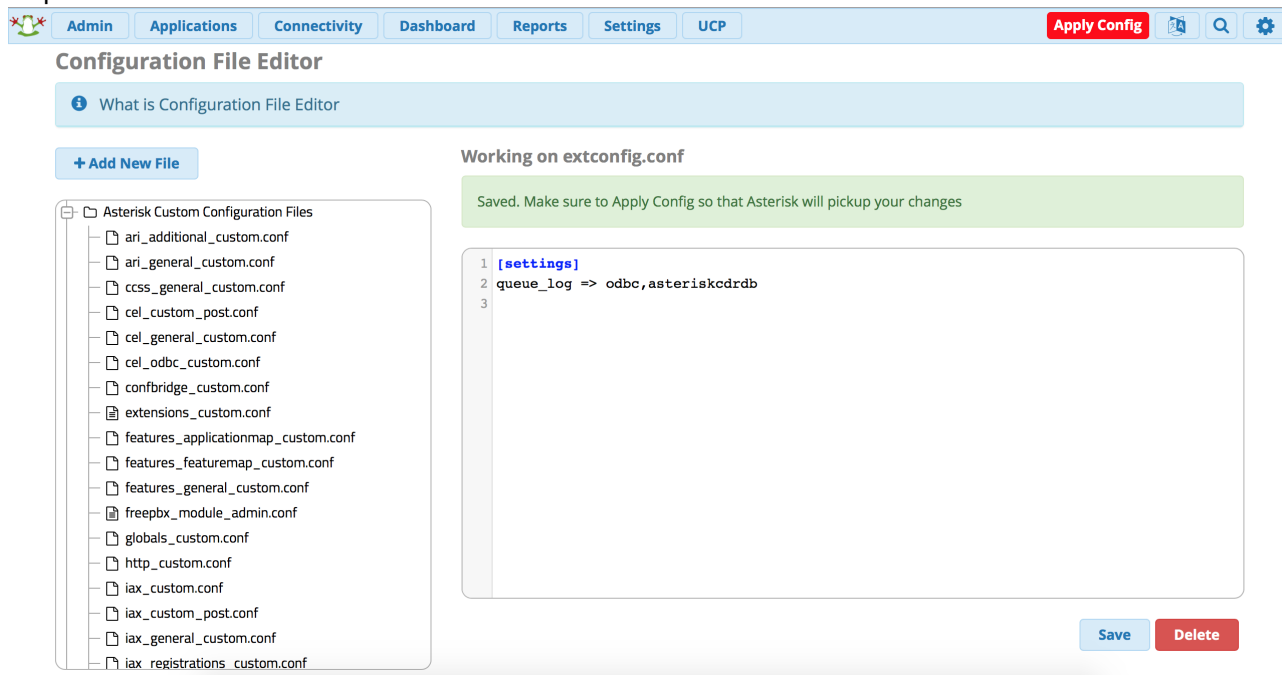 Admin
Applications
Connectivity
Dashboard
Reports
Settings
UCP
Apply Config
Configuration File Editor
What is Configuration File Editor
+ Add New File
Asterisk Custom Configuration Files
ari_additional_custom.conf
ari_general_custom.conf
ccss_general_custom.conf
cel_custom_post.conf
cel_general_custom.conf
cel_odbc_custom.conf
confbridge_custom.conf
extensions_custom.conf
features_applicationmap_custom.conf
features_featuremap_custom.conf
features_general_custom.conf
freepbx_module_admin.conf
globals_custom.conf
http_custom.conf
iax_custom.conf
iax_custom_post.conf
iax_general_custom.conf
iax_registrations_custom.conf
Working on extconfig.conf
Saved. Make sure to Apply Config so that Asterisk will pickup your changes
1 [settings]
2 queue_log => odbc,asteriskcdrdb
3
Save
Delete